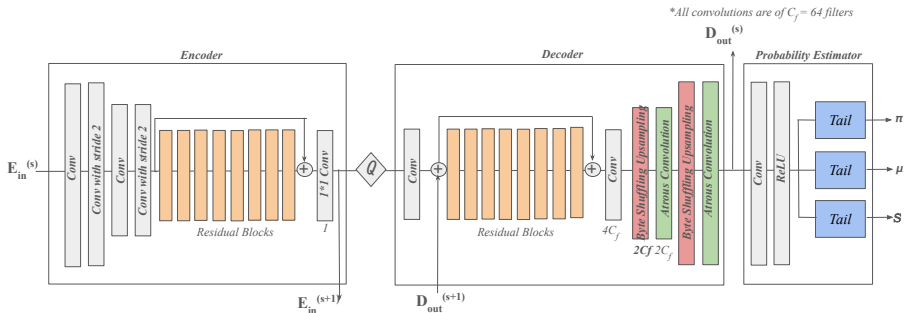 *All convolutions are of C_f = 64 filters
D_out^(s)
Encoder
Decoder
Probability Estimator
E_in^(s)
Conv
Conv with stride 2
Conv
Conv with stride 2
Residual Blocks
+
1*1 Conv
1
Q
Conv
+
Residual Blocks
+
Conv
4C_f
Byte Shuffling Upsampling
2Cf
Atrous Convolution
2C_f
Byte Shuffling Upsampling
Atrous Convolution
Conv
ReLU
Tail
π
Tail
μ
Tail
S
E_in^(s+1)
D_out^(s+1)